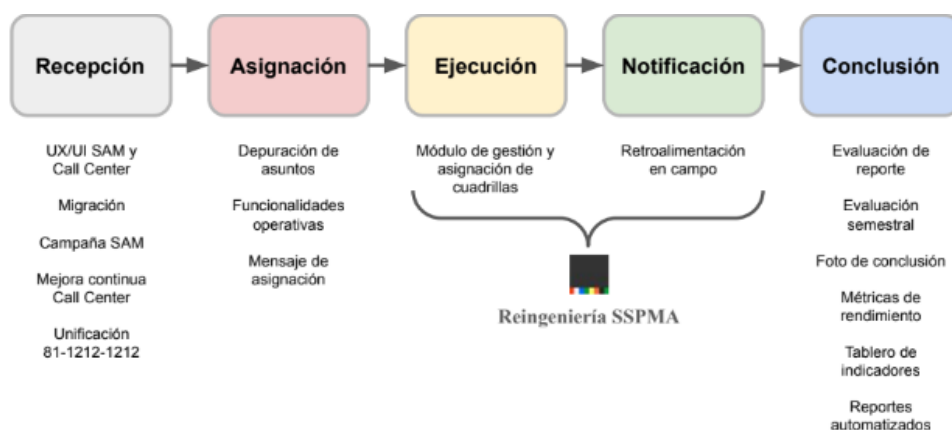 Recepción
Asignación
Ejecución
Notificación
Conclusión
UX/UI SAM y
Call Center
Migración
Campaña SAM
Mejora continua
Call Center
Unificación
81-1212-1212
Depuración de
asuntos
Funcionalidades
operativas
Mensaje de
asignación
Módulo de gestión y
asignación de
cuadrillas
Retroalimentación
en campo
Reingeniería SSPMA
Evaluación de
reporte
Evaluación
semestral
Foto de conclusión
Métricas de
rendimiento
Tablero de
indicadores
Reportes
automatizados